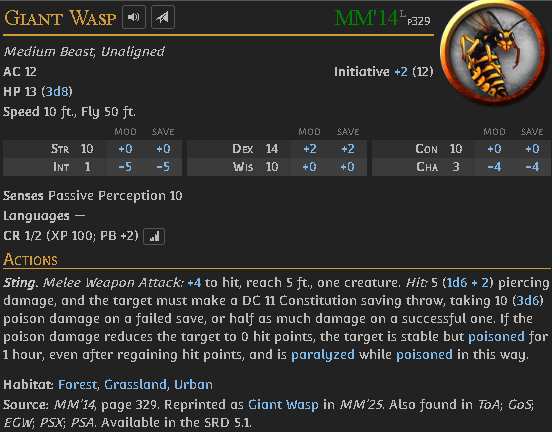 GIANT WASP MM'14 L p329
Medium Beast, Unaligned
AC 12 Initiative +2 (12)
HP 13 (3d8)
Speed 10 ft., Fly 50 ft.
MOD SAVE MOD SAVE MOD SAVE
STR 10 +0 +0 DEX 14 +2 +2 CON 10 +0 +0
INT 1 -5 -5 WIS 10 +0 +0 CHA 3 -4 -4
Senses Passive Perception 10
Languages —
CR 1/2 (XP 100; PB +2)
ACTIONS
Sting. Melee Weapon Attack: +4 to hit, reach 5 ft., one creature. Hit: 5 (1d6 + 2) piercing
damage, and the target must make a DC 11 Constitution saving throw, taking 10 (3d6)
poison damage on a failed save, or half as much damage on a successful one. If the
poison damage reduces the target to 0 hit points, the target is stable but poisoned for
1 hour, even after regaining hit points, and is paralyzed while poisoned in this way.
Habitat: Forest, Grassland, Urban
Source: MM'14, page 329. Reprinted as Giant Wasp in MM'25. Also found in ToA; GoS;
EGW; PSX; PSA. Available in the SRD 5.1.